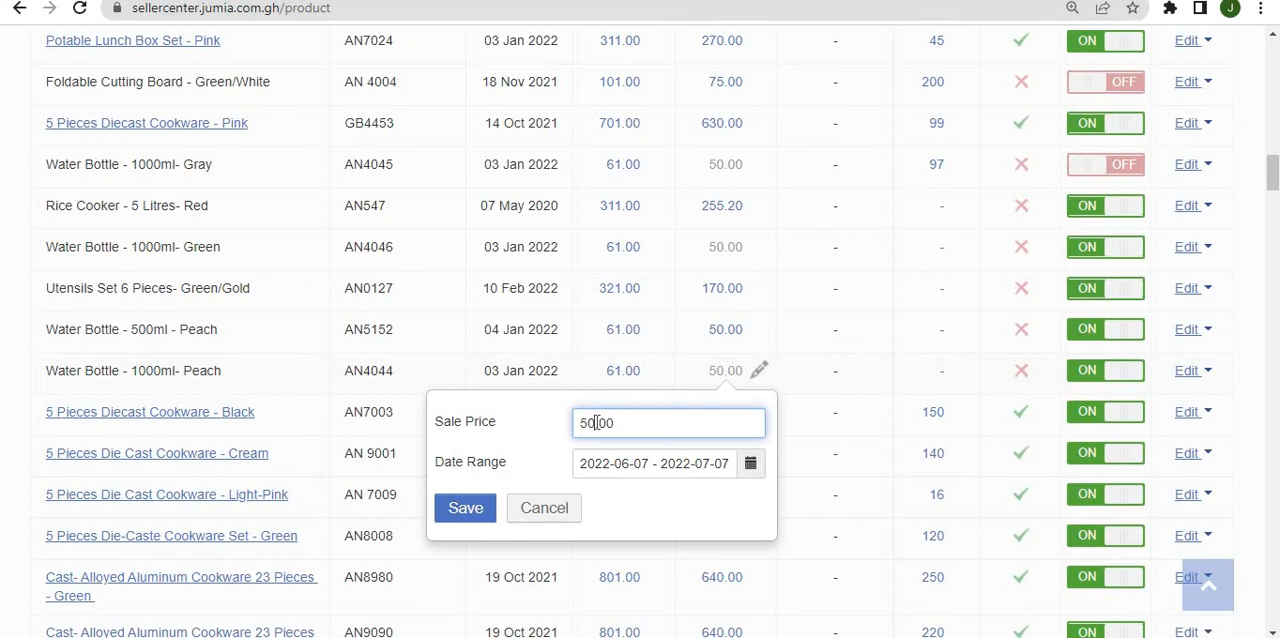 sellercenter.jumia.com.gh/product J
Potable Lunch Box Set - Pink AN7024 03 Jan 2022 311.00 270.00 - 45 ON Edit
Foldable Cutting Board - Green/White AN 4004 18 Nov 2021 101.00 75.00 - 200 OFF Edit
5 Pieces Diecast Cookware - Pink GB4453 14 Oct 2021 701.00 630.00 - 99 ON Edit
Water Bottle - 1000ml- Gray AN4045 03 Jan 2022 61.00 50.00 - 97 OFF Edit
Rice Cooker - 5 Litres- Red AN547 07 May 2020 311.00 255.20 - - ON Edit
Water Bottle - 1000ml- Green AN4046 03 Jan 2022 61.00 50.00 - - ON Edit
Utensils Set 6 Pieces- Green/Gold AN0127 10 Feb 2022 321.00 170.00 - - ON Edit
Water Bottle - 500ml - Peach AN5152 04 Jan 2022 61.00 50.00 - - ON Edit
Water Bottle - 1000ml- Peach AN4044 03 Jan 2022 61.00 50.00 - - ON Edit
5 Pieces Diecast Cookware - Black AN7003 - 150 ON Edit
Sale Price 50.00
5 Pieces Die Cast Cookware - Cream AN 9001 - 140 ON Edit
Date Range 2022-06-07 - 2022-07-07
5 Pieces Die Cast Cookware - Light-Pink AN 7009 - 16 ON Edit
Save Cancel
5 Pieces Die-Caste Cookware Set - Green AN8008 - 120 ON Edit
Cast- Alloyed Aluminum Cookware 23 Pieces AN8980 19 Oct 2021 801.00 640.00 - 250 ON Edit
- Green
Cast- Alloyed Aluminum Cookware 23 Pieces 19 Oct 2021 801.00 640.00 - 220 ON Edit